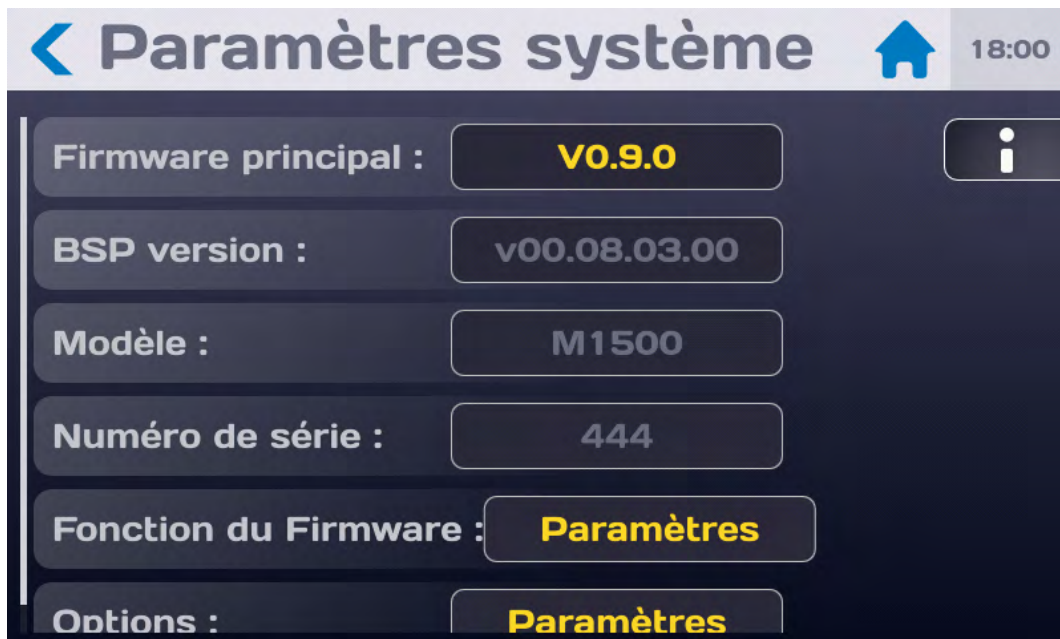 Paramètres système 18:00
Firmware principal : V0.9.0
BSP version : v00.08.03.00
Modèle : M1500
Numéro de série : 444
Fonction du Firmware : Paramètres
Options : Paramètres